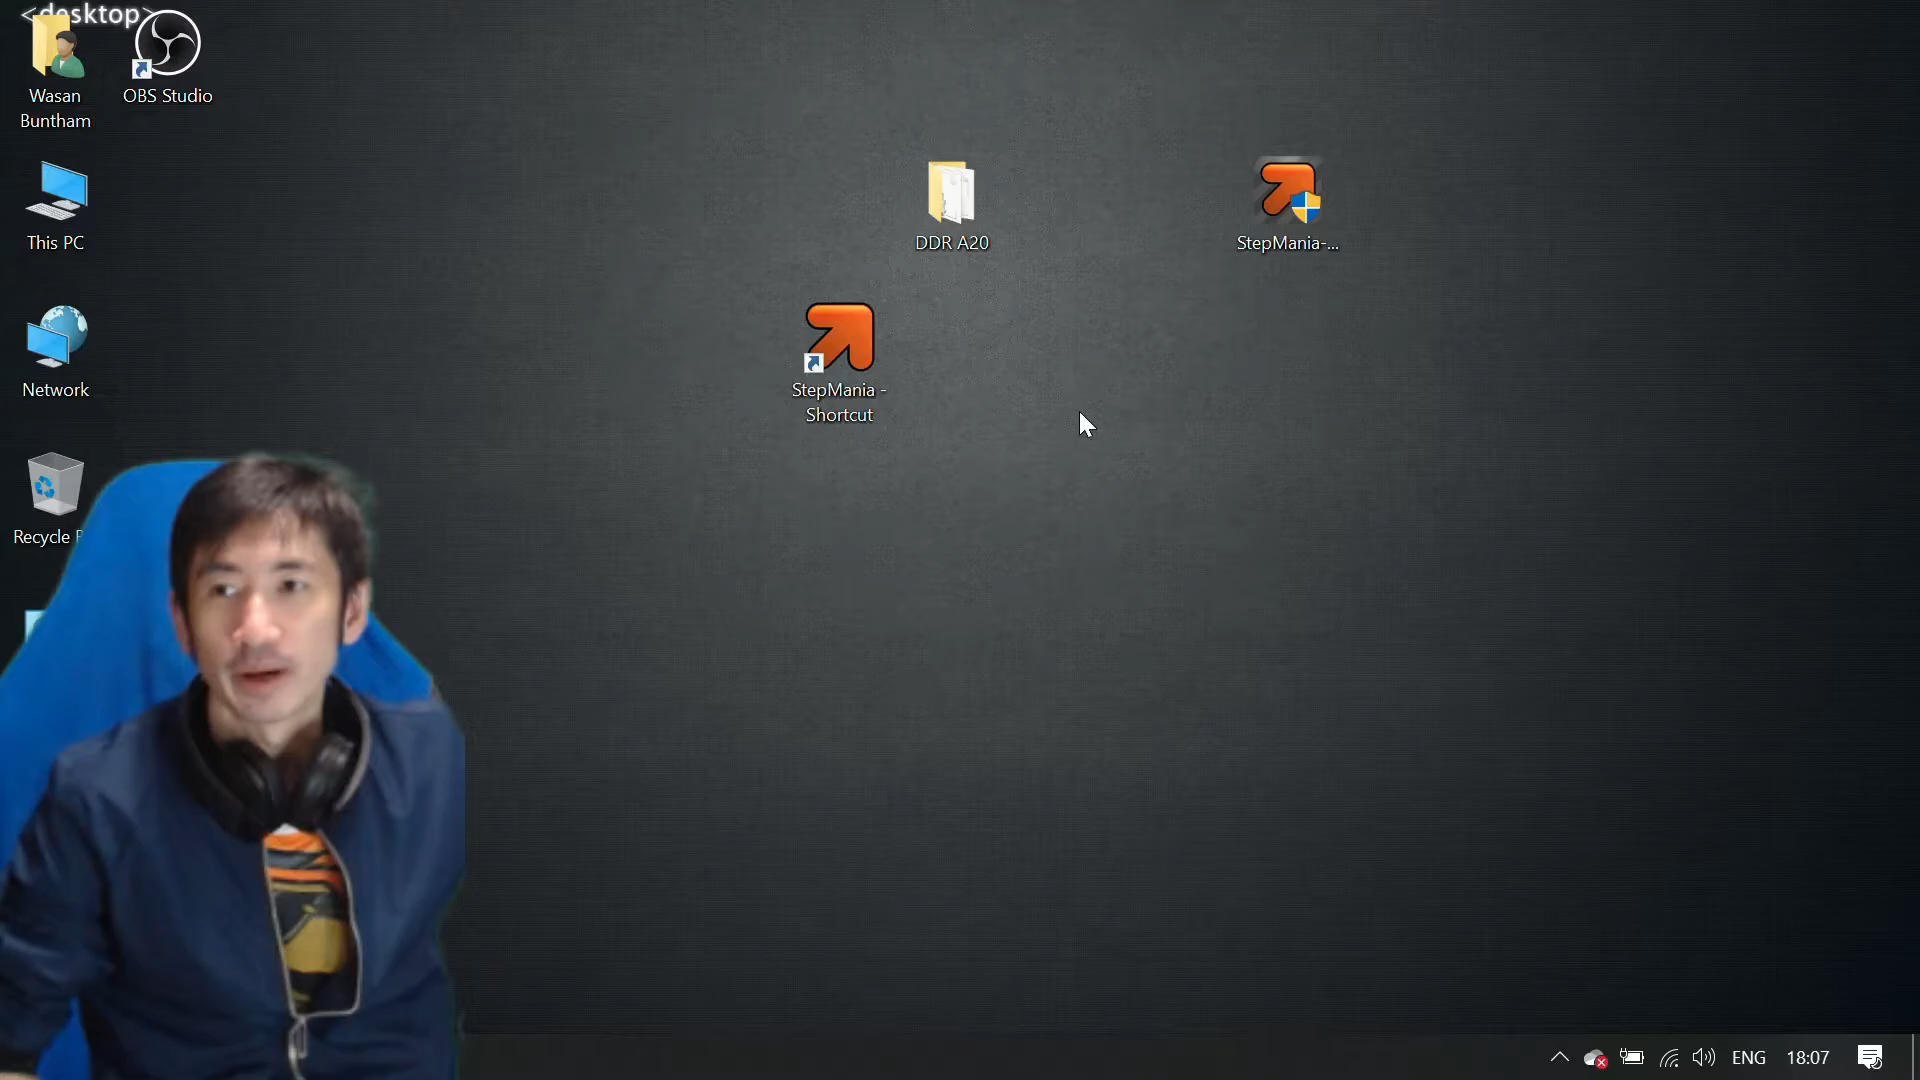 <desktop>
Wasan
Buntham
OBS Studio
DDR A20
StepMania-...
This PC
StepMania -
Shortcut
Network
Recycle
ENG
18:07